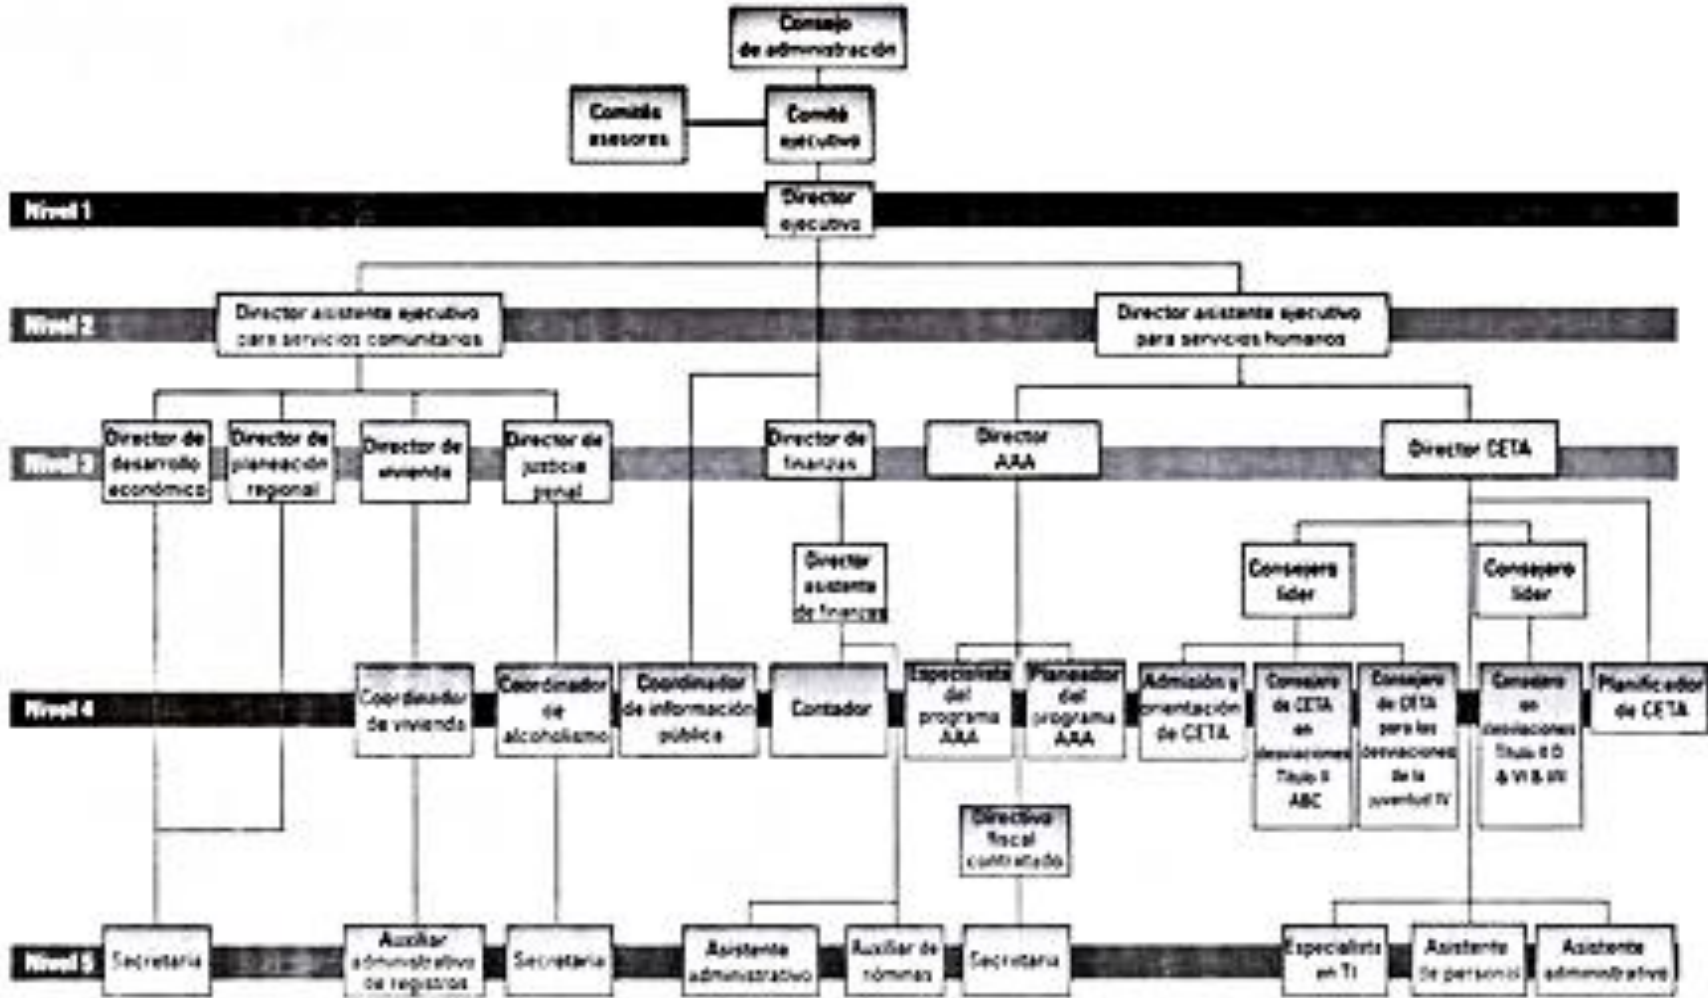 Consejo
de administración
Comités
asesores
Comité
ejecutivo
Nivel 1
Director
ejecutivo
Nivel 2
Director asistente ejecutivo
para servicios comunitarios
Director asistente ejecutivo
para servicios humanos
Nivel 3
Director de
desarrollo
económico
Director de
planeación
regional
Director de
vivienda
Director de
justicia
penal
Director de
finanzas
Director
AAA
Director CETA
Director
asistente
de finanzas
Consejero
líder
Consejero
líder
Nivel 4
Coordinador
de vivienda
Coordinador
de
alcoholismo
Coordinador
de información
pública
Contador
Especialista
del
programa
AAA
Planeador
del
programa
AAA
Admisión y
orientación
de CETA
Consejero
de CETA
en
desviaciones
Título II
ABC
Consejero
de CETA
para las
desviaciones
de la
juventud IV
Consejero
en
desviaciones
Título II D
Planificador
de CETA
Directivo
fiscal
contratado
Nivel 5
Secretaria
Auxiliar
administrativo
de registros
Secretaria
Asistente
administrativo
Auxiliar de
nóminas
Secretaria
Especialista
en TI
Asistente
de personal
Asistente
administrativo